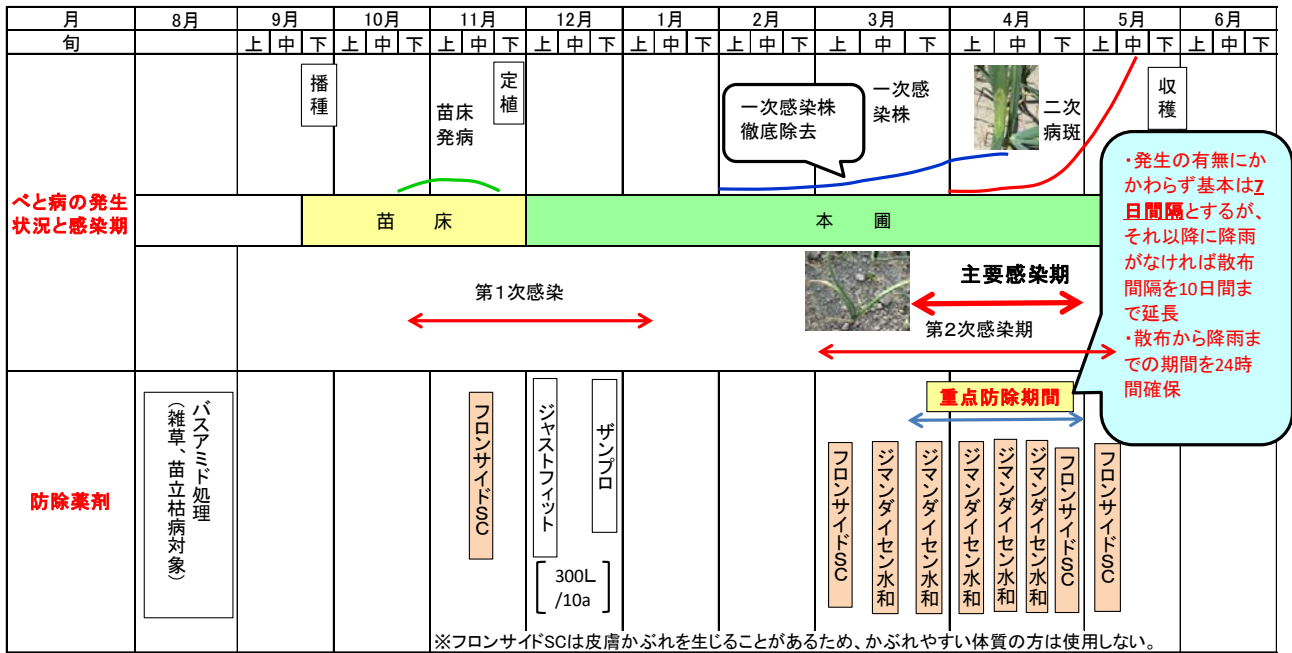 月
8月
9月
10月
11月
12月
1月
2月
3月
4月
5月
6月
旬
上 中 下
上 中 下
上 中 下
上 中 下
上 中 下
上 中 下
上 中 下
上 中 下
上 中 下
上 中 下
べと病の発生
状況と感染期
播種
苗床
発病
定植
一次感染株
徹底除去
一次感
染株
二次
病斑
収穫
苗 床
本 圃
第1次感染
主要感染期
第2次感染期
・発生の有無にか
かわらず基本は7
日間隔とするが、
それ以降に降雨
がなければ散布
間隔を10日間ま
で延長
・散布から降雨ま
での期間を24時
間確保
防除薬剤
バスアミド処理
(雑草、苗立枯病対象)
フロンサイドSC
ジャストフィット
ザンプロ
300L
/10a
重点防除期間
フロンサイドSC
ジマンダイセン水和
ジマンダイセン水和
ジマンダイセン水和
ジマンダイセン水和
ジマンダイセン水和
フロンサイドSC
フロンサイドSC
※フロンサイドSCは皮膚かぶれを生じることがあるため、かぶれやすい体質の方は使用しない。